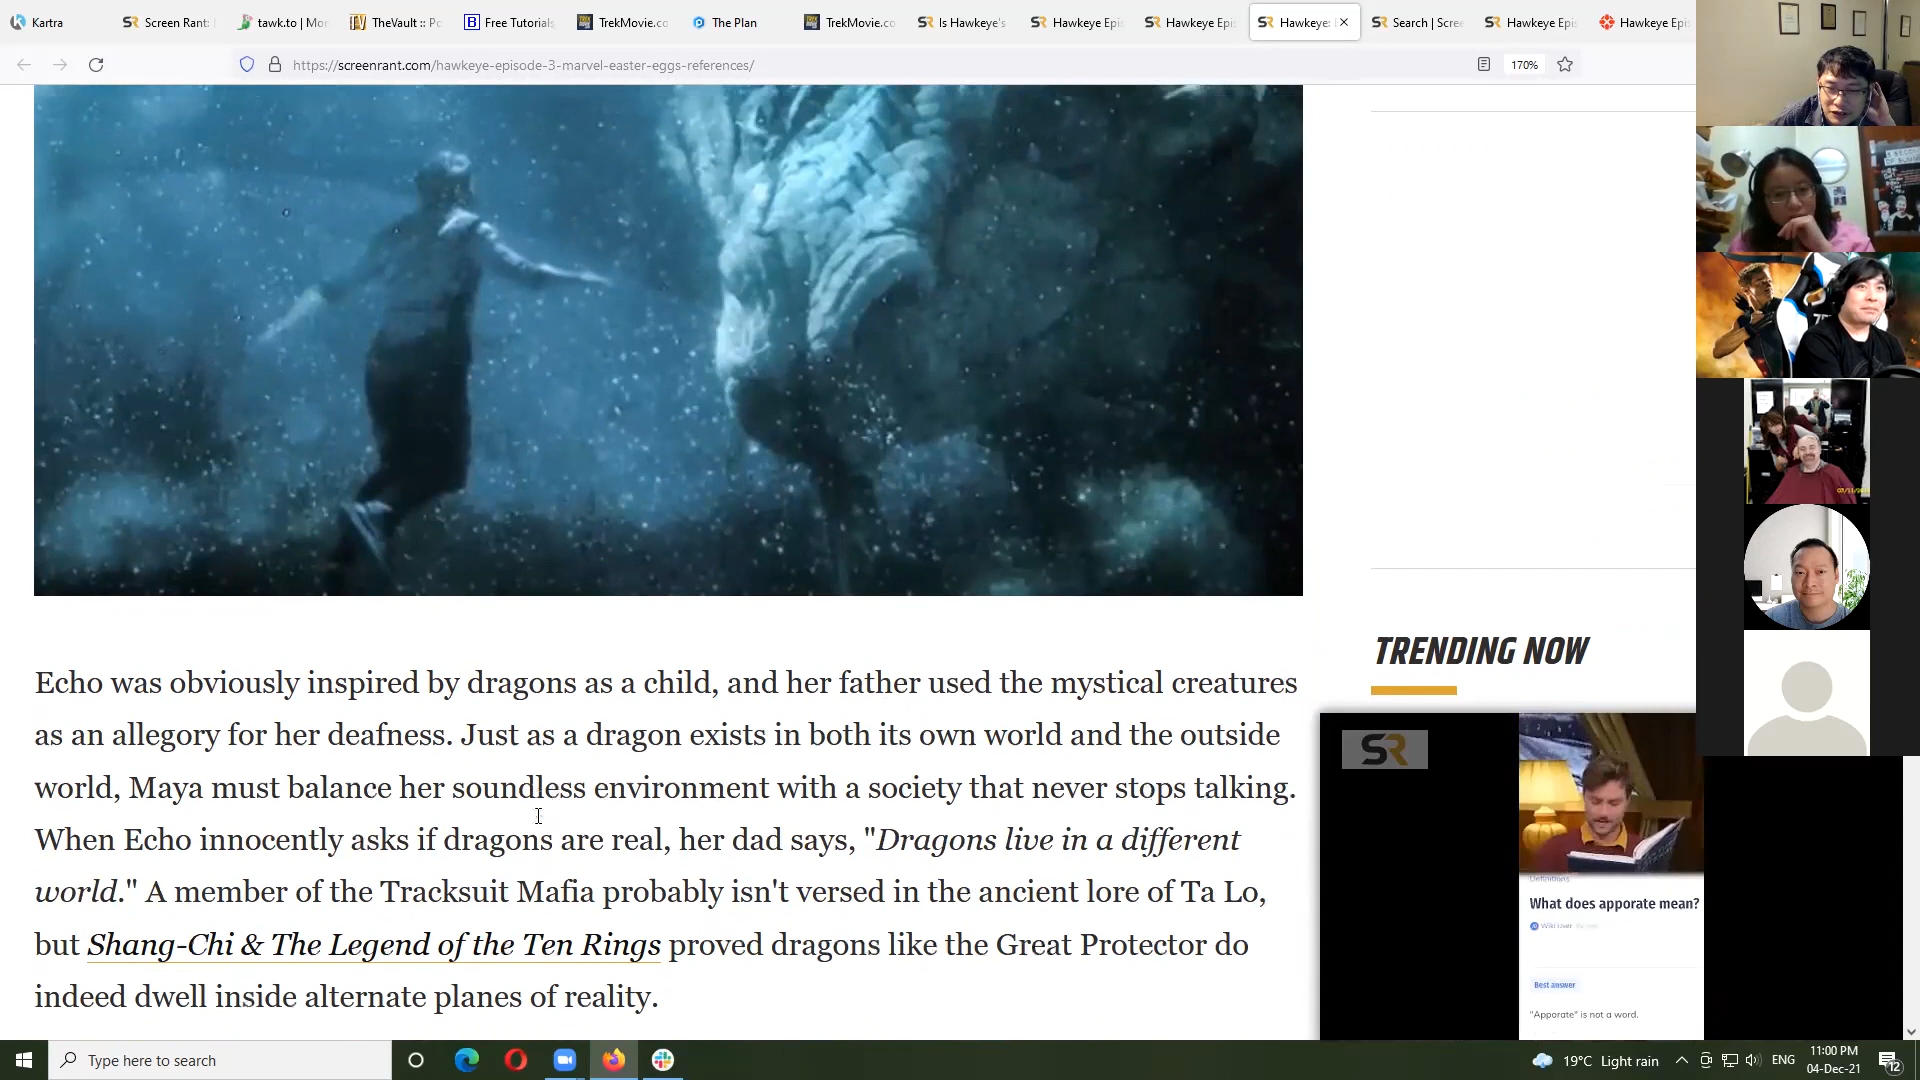 Kartra
Screen Rant:
tawk.to | Mo
TheVault :: Po
Free Tutorials
TrekMovie.co
The Plan
TrekMovie.co
Is Hawkeye's
Hawkeye Epi
Hawkeye Epi
Hawkeye:
Search | Scree
Hawkeye Epi
Hawkeye Epi
https://screenrant.com/hawkeye-episode-3-marvel-easter-eggs-references/
170%
TRENDING NOW
Echo was obviously inspired by dragons as a child, and her father used the mystical creatures
as an allegory for her deafness. Just as a dragon exists in both its own world and the outside
world, Maya must balance her soundless environment with a society that never stops talking.
When Echo innocently asks if dragons are real, her dad says, "Dragons live in a different
world." A member of the Tracksuit Mafia probably isn't versed in the ancient lore of Ta Lo,
but Shang-Chi & The Legend of the Ten Rings proved dragons like the Great Protector do
indeed dwell inside alternate planes of reality.
SR
Definitions
What does apporate mean?
Wiki User
Best answer
"Apporate" is not a word.
Type here to search
19°C Light rain
ENG
11:00 PM
04-Dec-21
12